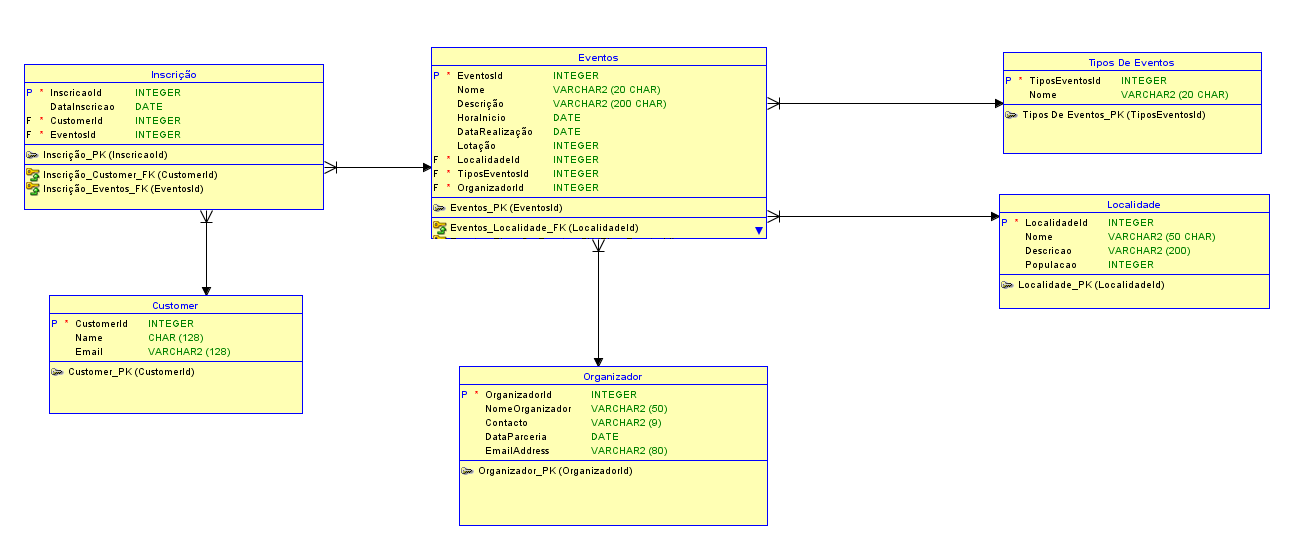 Inscrição
P * InscricaoId INTEGER
DataInscricao DATE
F * CustomerId INTEGER
F * EventosId INTEGER
Inscrição_PK (InscricaoId)
Inscrição_Customer_FK (CustomerId)
Inscrição_Eventos_FK (EventosId)
Eventos
P * EventosId INTEGER
Nome VARCHAR2 (20 CHAR)
Descrição VARCHAR2 (200 CHAR)
HoraInicio DATE
DataRealização DATE
Lotação INTEGER
F * LocalidadeId INTEGER
F * TiposEventosId INTEGER
F * OrganizadorId INTEGER
Eventos_PK (EventosId)
Eventos_Localidade_FK (LocalidadeId)
Tipos De Eventos
P * TiposEventosId INTEGER
Nome VARCHAR2 (20 CHAR)
Tipos De Eventos_PK (TiposEventosId)
Localidade
P * LocalidadeId INTEGER
Nome VARCHAR2 (50 CHAR)
Descricao VARCHAR2 (200)
Populacao INTEGER
Localidade_PK (LocalidadeId)
Customer
P * CustomerId INTEGER
Name CHAR (128)
Email VARCHAR2 (128)
Customer_PK (CustomerId)
Organizador
P * OrganizadorId INTEGER
NomeOrganizador VARCHAR2 (50)
Contacto VARCHAR2 (9)
DataParceria DATE
EmailAddress VARCHAR2 (80)
Organizador_PK (OrganizadorId)